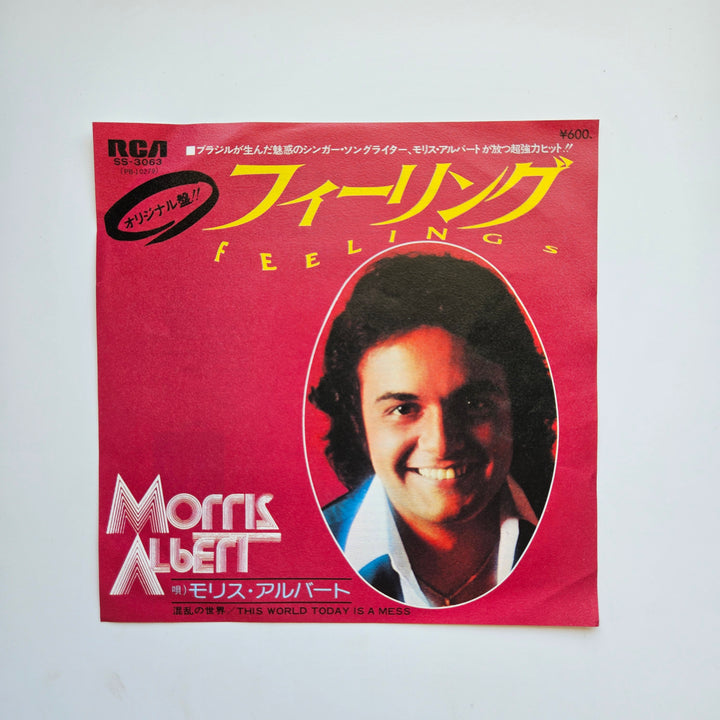 RCA
SS-3063
¥600.
■ブラジルが生んだ魅惑のシンガー・ソングライター、モリス・アルバートが放つ超強力ヒット!!
オリジナル盤!!
フィーリング
FEELINGS
MORRIS
ALBERT
唄)モリス・アルバート
混乱の世界/THIS WORLD TODAY IS A MESS